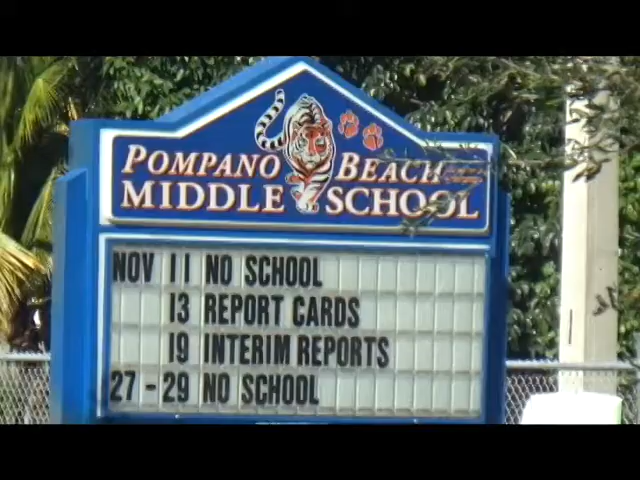 POMPANO BEACH
MIDDLE SCHOOL
NOV 11 NO SCHOOL
13 REPORT CARDS
19 INTERIM REPORTS
27 - 29 NO SCHOOL